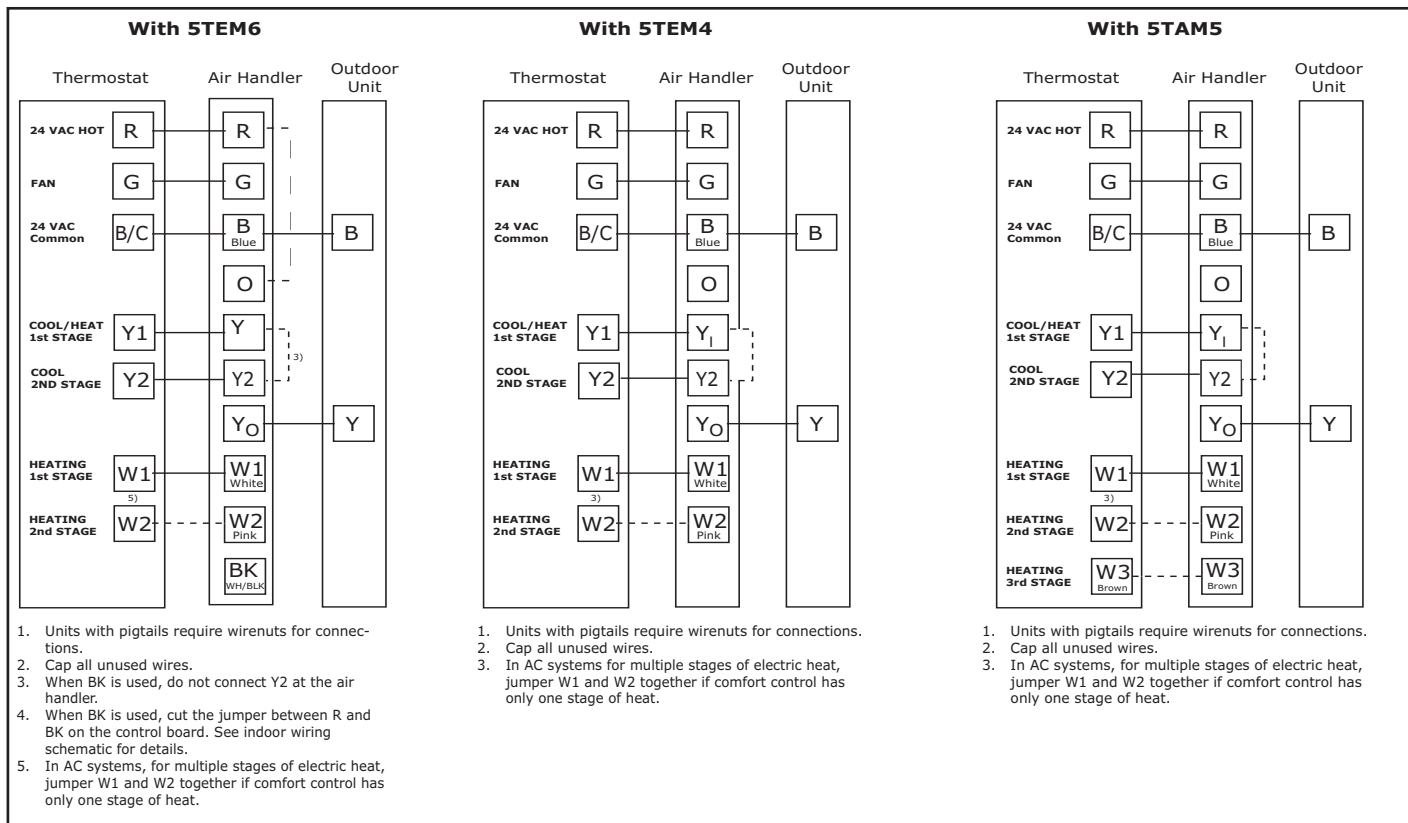 With 5TEM6
Thermostat
Air Handler
Outdoor
Unit
24 VAC HOT
R
R
FAN
G
G
24 VAC
Common
B/C
B
Blue
B
O
COOL/HEAT
1st STAGE
Y1
Y
COOL
2ND STAGE
Y2
Y2
3)
YO
Y
HEATING
1st STAGE
W1
W1
White
5)
HEATING
2nd STAGE
W2
W2
Pink
BK
WH/BLK
1. Units with pigtails require wirenuts for connec-
tions.
2. Cap all unused wires.
3. When BK is used, do not connect Y2 at the air
handler.
4. When BK is used, cut the jumper between R and
BK on the control board. See indoor wiring
schematic for details.
5. In AC systems, for multiple stages of electric heat,
jumper W1 and W2 together if comfort control has
only one stage of heat.
With 5TEM4
Thermostat
Air Handler
Outdoor
Unit
24 VAC HOT
R
R
FAN
G
G
24 VAC
Common
B/C
B
Blue
B
O
COOL/HEAT
1st STAGE
Y1
YI
COOL
2ND STAGE
Y2
Y2
YO
Y
HEATING
1st STAGE
W1
W1
White
3)
HEATING
2nd STAGE
W2
W2
Pink
1. Units with pigtails require wirenuts for connections.
2. Cap all unused wires.
3. In AC systems for multiple stages of electric heat,
jumper W1 and W2 together if comfort control has
only one stage of heat.
With 5TAM5
Thermostat
Air Handler
Outdoor
Unit
24 VAC HOT
R
R
FAN
G
G
24 VAC
Common
B/C
B
Blue
B
O
COOL/HEAT
1st STAGE
Y1
YI
COOL
2ND STAGE
Y2
Y2
YO
Y
HEATING
1st STAGE
W1
W1
White
3)
HEATING
2nd STAGE
W2
W2
Pink
HEATING
3rd STAGE
W3
Brown
W3
Brown
1. Units with pigtails require wirenuts for connections.
2. Cap all unused wires.
3. In AC systems, for multiple stages of electric heat,
jumper W1 and W2 together if comfort control has
only one stage of heat.